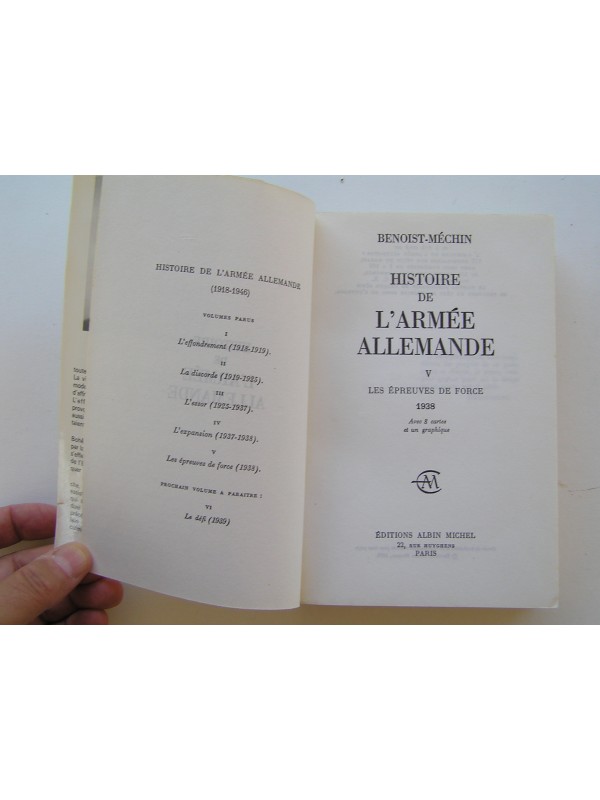 HISTOIRE DE L'ARMÉE ALLEMANDE
(1918-1946)
VOLUMES PARUS
I
L'effondrement (1918-1919).
II
La discorde (1919-1935).
III
L'essor (1935-1937).
IV
L'expansion (1937-1938).
V
Les épreuves de force (1938).
PROCHAIN VOLUME A PARAITRE :
VI
Le défi (1939)
BENOIST-MÉCHIN
HISTOIRE
DE
L'ARMÉE
ALLEMANDE
V
LES ÉPREUVES DE FORCE
1938
Avec 8 cartes
et un graphique
ÉDITIONS ALBIN MICHEL
22, RUE HUYGHENS
PARIS